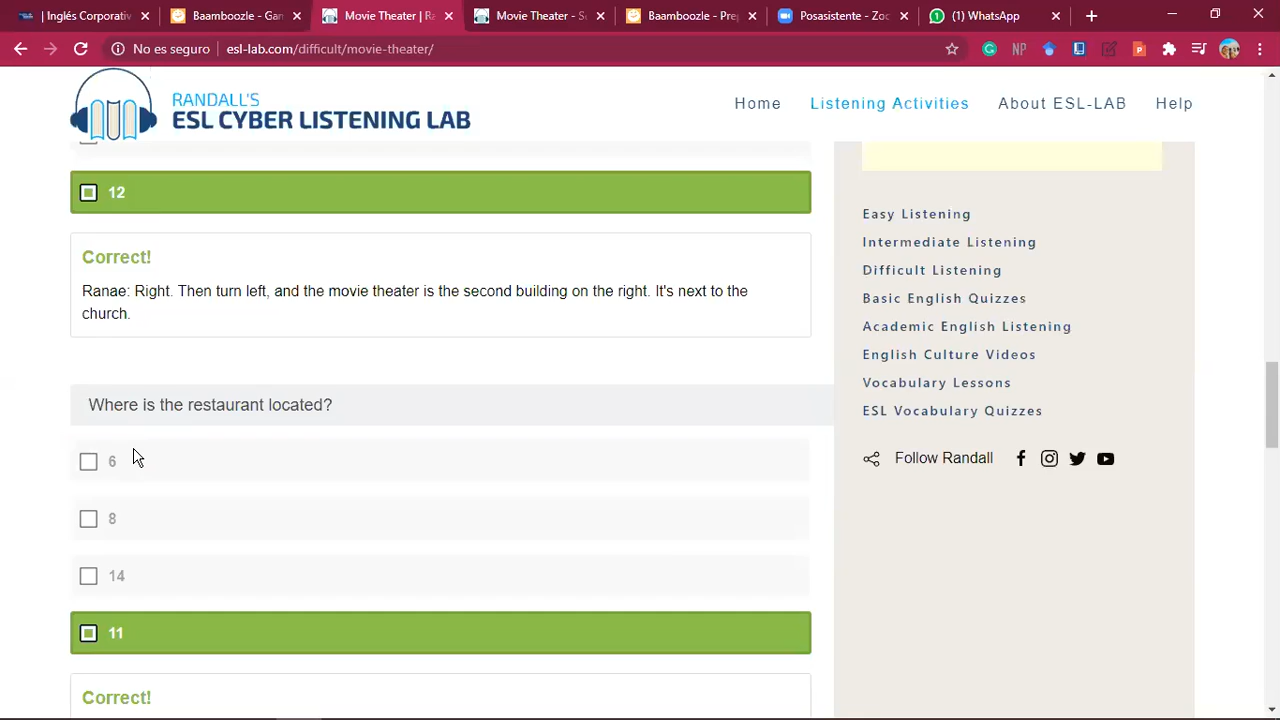 | Inglés Corporativ
Baamboozle - Gan
Movie Theater | Ra
Movie Theater - S
Baamboozle - Prep
Posasistente - Zoo
(1) WhatsApp
No es seguro
esl-lab.com/difficult/movie-theater/
RANDALL'S
ESL CYBER LISTENING LAB
Home
Listening Activities
About ESL-LAB
Help
12
Correct!
Ranae: Right. Then turn left, and the movie theater is the second building on the right. It's next to the
church.
Where is the restaurant located?
6
8
14
11
Correct!
Easy Listening
Intermediate Listening
Difficult Listening
Basic English Quizzes
Academic English Listening
English Culture Videos
Vocabulary Lessons
ESL Vocabulary Quizzes
Follow Randall